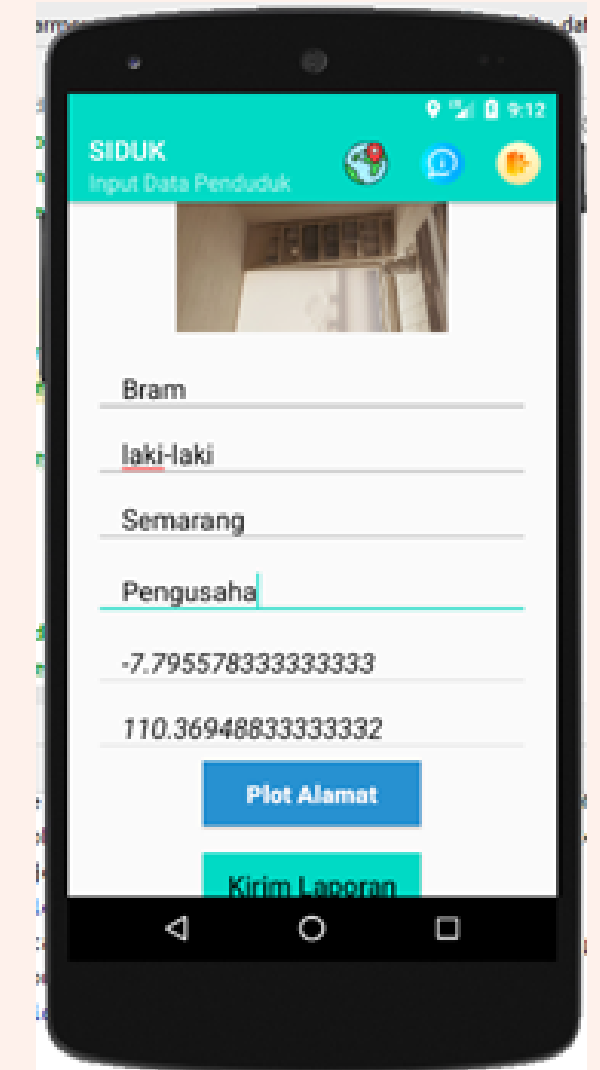 9:12
SIDUK
Input Data Penduduk
Bram
laki-laki
Semarang
Pengusaha
-7.795578333333333
110.36948833333332
Plot Alamat
Kirim Laporan